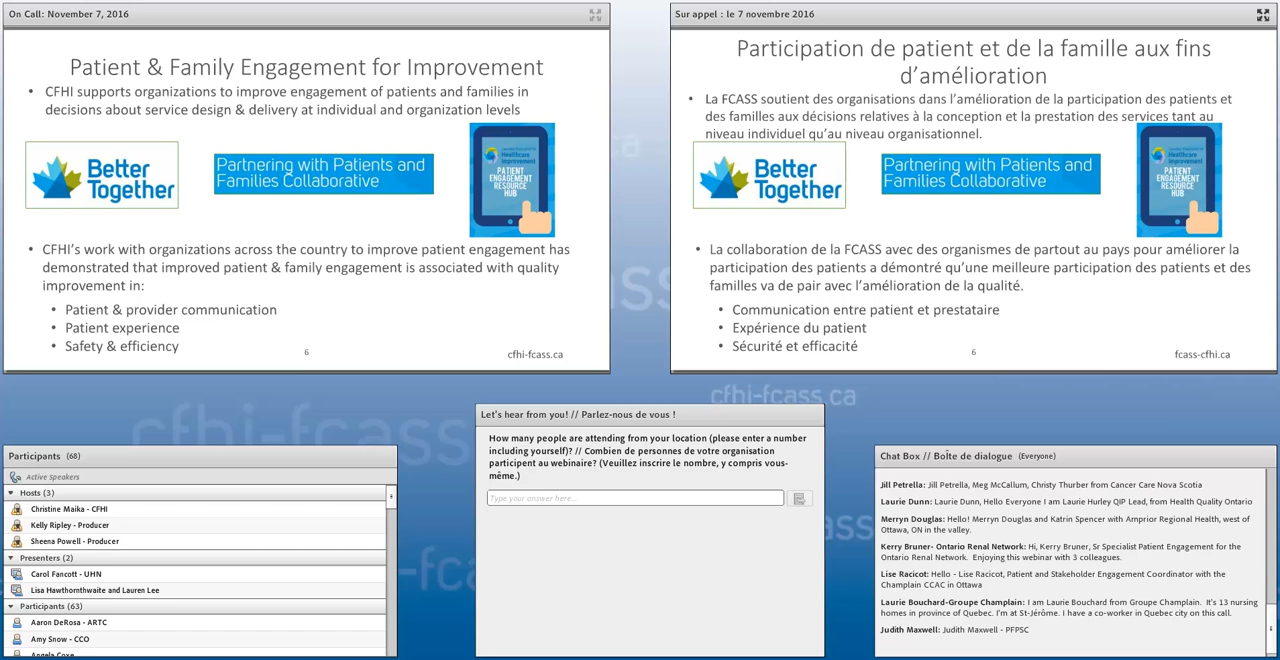 On Call: November 7, 2016
Patient & Family Engagement for Improvement
• CFHI supports organizations to improve engagement of patients and families in
decisions about service design & delivery at individual and organization levels
Better
Together
Partnering with Patients and
Families Collaborative
Healthcare
Improvement
PATIENT
ENGAGEMENT
RESOURCE
HUB
• CFHI's work with organizations across the country to improve patient engagement has
demonstrated that improved patient & family engagement is associated with quality
improvement in:
• Patient & provider communication
• Patient experience
• Safety & efficiency
6
cfhi-fcass.ca
Sur appel : le 7 novembre 2016
Participation de patient et de la famille aux fins
d'amélioration
• La FCASS soutient des organisations dans l'amélioration de la participation des patients et
des familles aux décisions relatives à la conception et la prestation des services tant au
niveau individuel qu'au niveau organisationnel.
Better
Together
Partnering with Patients and
Families Collaborative
Healthcare
Improvement
PATIENT
ENGAGEMENT
RESOURCE
HUB
• La collaboration de la FCASS avec des organismes de partout au pays pour améliorer la
participation des patients a démontré qu'une meilleure participation des patients et des
familles va de pair avec l'amélioration de la qualité.
• Communication entre patient et prestataire
• Expérience du patient
• Sécurité et efficacité
6
fcass-cfhi.ca
cfhi-fcass.ca
cfhi-fcass
Participants (68)
Active Speakers
Hosts (3)
Christine Maika - CFHI
Kelly Ripley - Producer
Sheena Powell - Producer
Presenters (2)
Carol Fancott - UHN
Lisa Hawthornthwaite and Lauren Lee
Participants (63)
Aaron DeRosa - ARTC
Amy Snow - CCO
Let's hear from you! // Parlez-nous de vous !
How many people are attending from your location (please enter a number
including yourself)? // Combien de personnes de votre organisation
participent au webinaire? (Veuillez inscrire le nombre, y compris vous-
même.)
Type your answer here...
Chat Box // Boîte de dialogue (Everyone)
Jill Petrella: Jill Petrella, Meg McCallum, Christy Thurber from Cancer Care Nova Scotia
Laurie Dunn: Laurie Dunn, Hello Everyone I am Laurie Hurley QIP Lead, from Health Quality Ontario
Merryn Douglas: Hello! Merryn Douglas and Katrin Spencer with Arnprior Regional Health, west of
Ottawa, ON in the valley.
Kerry Bruner- Ontario Renal Network: Hi, Kerry Bruner, Sr Specialist Patient Engagement for the
Ontario Renal Network. Enjoying this webinar with 3 colleagues.
Lise Racicot: Hello - Lise Racicot, Patient and Stakeholder Engagement Coordinator with the
Champlain CCAC in Ottawa
Laurie Bouchard-Groupe Champlain: I am Laurie Bouchard from Groupe Champlain. It's 13 nursing
homes in province of Quebec. I'm at St-Jérôme. I have a co-worker in Quebec city on this call.
Judith Maxwell: Judith Maxwell - PFPSC